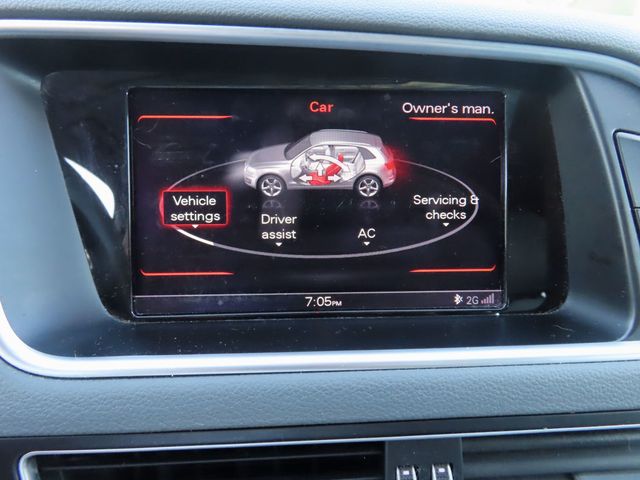 Car
Owner's man.
Vehicle
settings
Driver
assist
AC
Servicing &
checks
7:05PM
2G